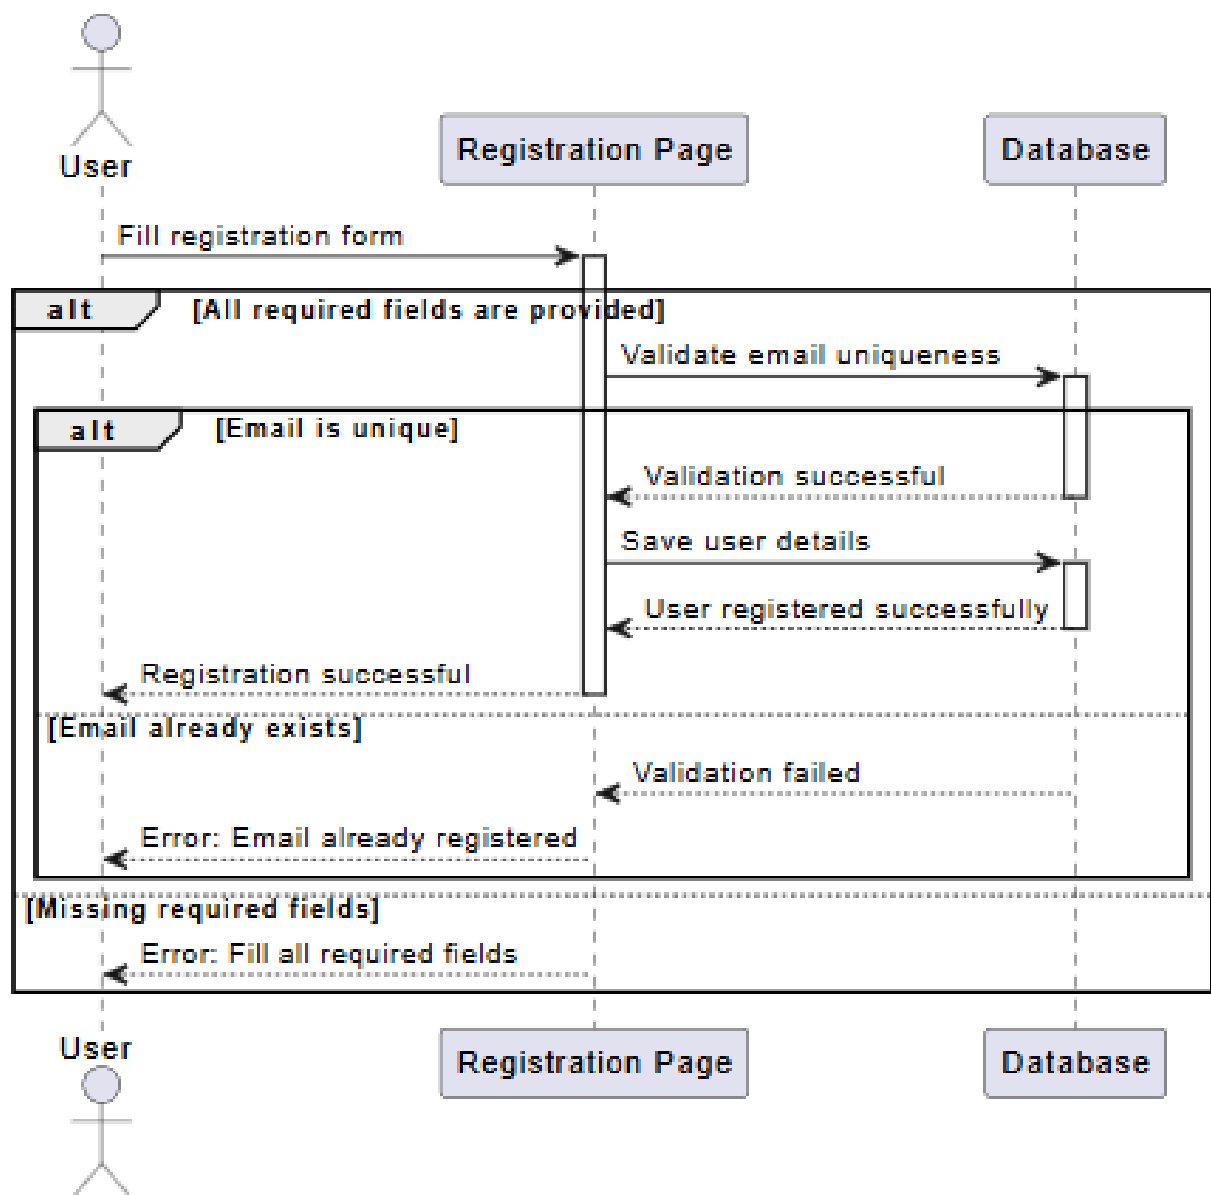 User
Registration Page
Database
Fill registration form
alt
[All required fields are provided]
Validate email uniqueness
alt
[Email is unique]
Validation successful
Save user details
User registered successfully
Registration successful
[Email already exists]
Validation failed
Error: Email already registered
[Missing required fields]
Error: Fill all required fields
User
Registration Page
Database